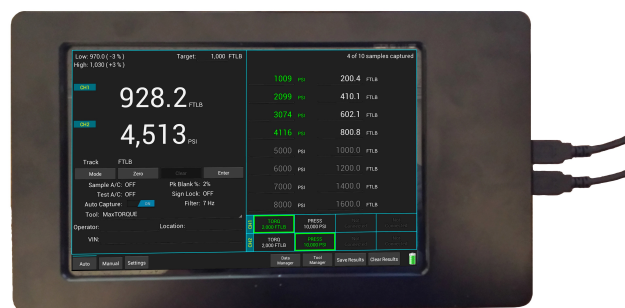 Low: 970.0 ( -3 % )
Target: 1,000 FTLB
High: 1,030 ( +3 % )
CH1
928.2 FTLB
CH2
4,513 PSI
Track FTLB
Mode Zero Clear Enter
Sample A/C: OFF Pk Blank %: 2%
Test A/C: OFF Sign Lock: OFF
Auto Capture: Filter: 7 Hz
Tool: MaxTORQUE
Operator: Location:
VIN:
4 of 10 samples captured
1009 PSI 200.4 FTLB
2099 PSI 410.1 FTLB
3074 PSI 602.1 FTLB
4116 PSI 800.8 FTLB
5000 PSI 1000.0 FTLB
6000 PSI 1200.0 FTLB
7000 PSI 1400.0 FTLB
8000 PSI 1600.0 FTLB
CH1
TORQ PRESS
2,000 FTLB 10,000 PSI
CH2
TORQ PRESS
2,000 FTLB 10,000 PSI
Auto Manual Settings
Data
Manager
Tool
Manager
Save Results Clear Results